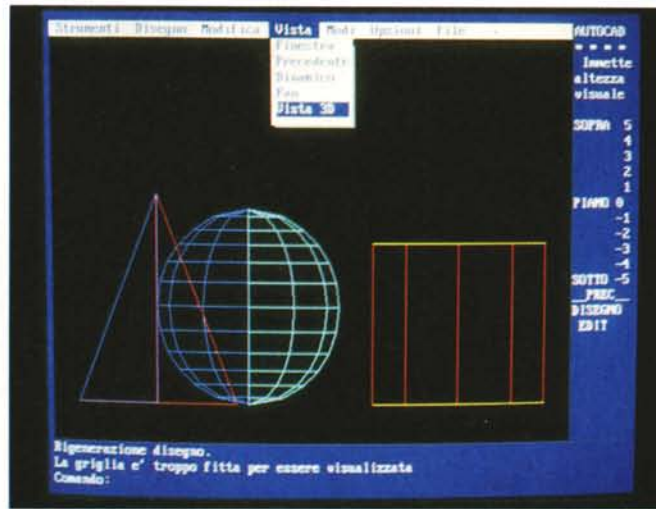 Strumenti Disegno Modifica Vista Modi Opzioni File
Finestra
Precedente
Dinamico
Pan
Vista 3D
AUTOCAD
* * * *
Immette
altezza
visuale
SOPRA 5
4
3
2
1
PIANO 0
-1
-2
-3
-4
SOTTO -5
__PREC__
DISEGNO
EDIT
Rigenerazione disegno.
La griglia e' troppo fitta per essere visualizzata
Comando: